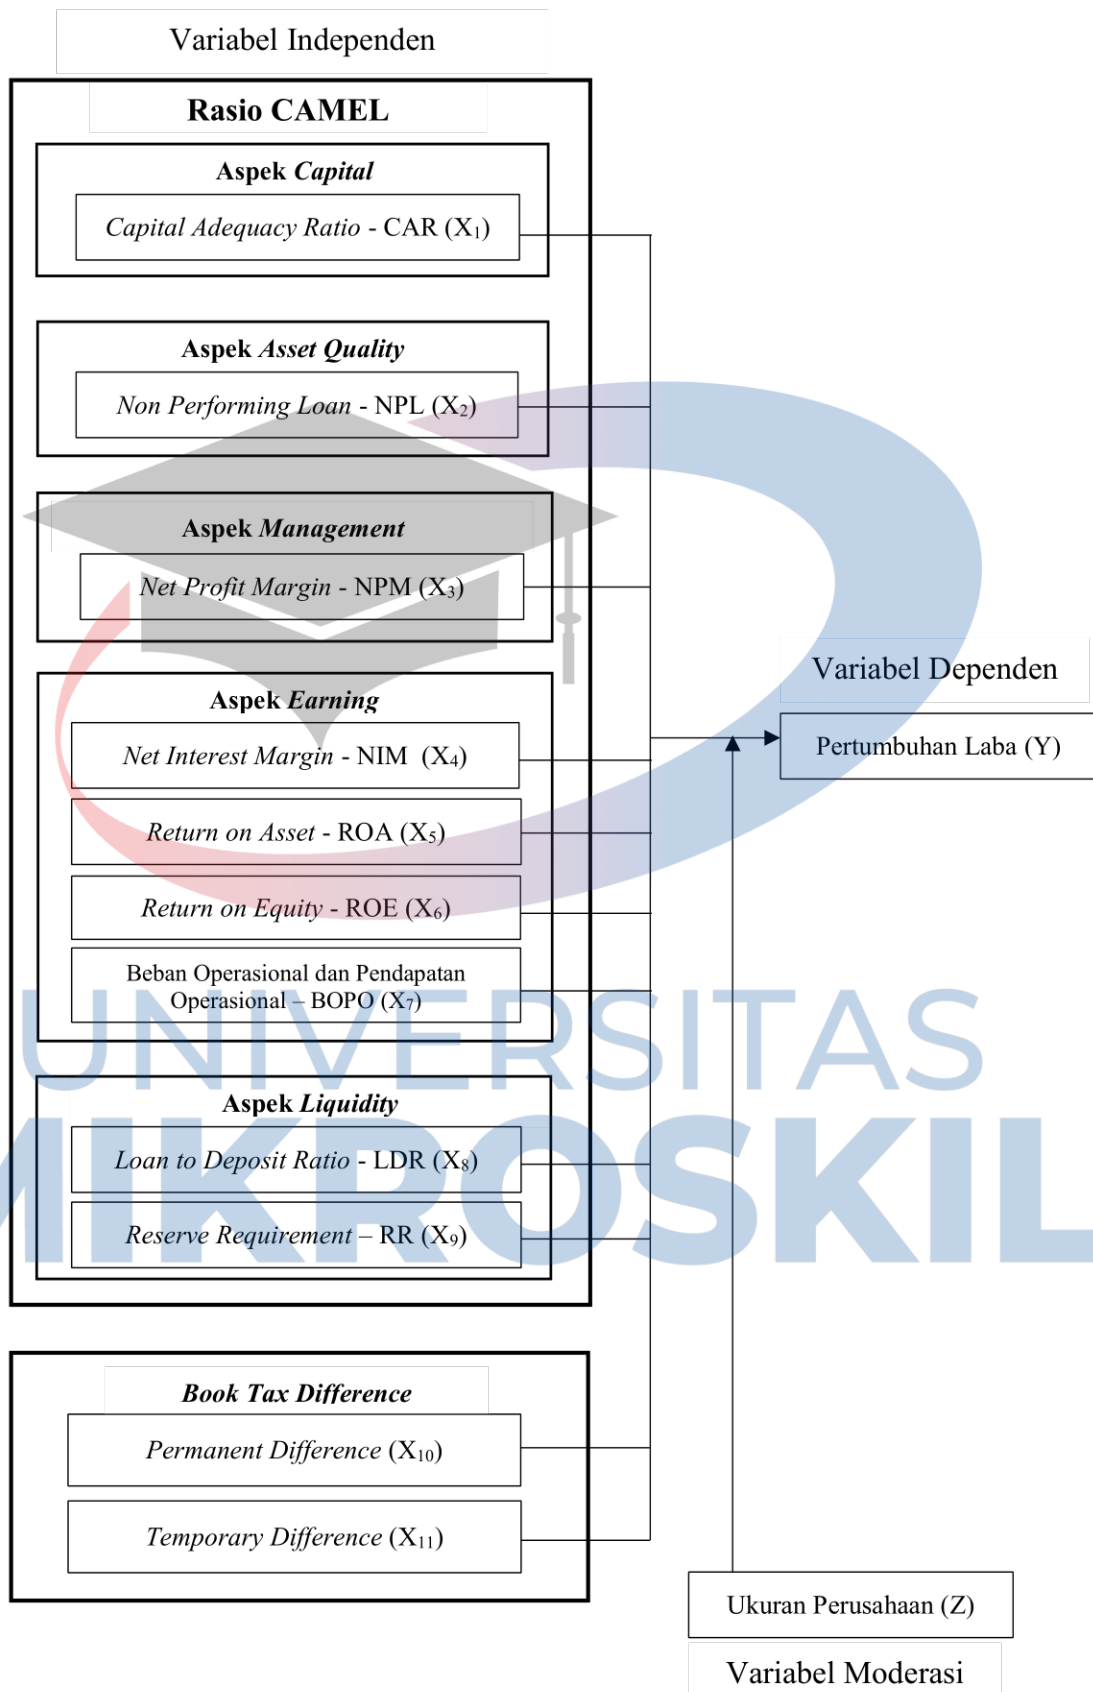 Variabel Independen
Rasio CAMEL
Aspek Capital
Capital Adequacy Ratio - CAR (X₁)
Aspek Asset Quality
Non Performing Loan - NPL (X₂)
Aspek Management
Net Profit Margin - NPM (X₃)
Aspek Earning
Net Interest Margin - NIM (X₄)
Return on Asset - ROA (X₅)
Return on Equity - ROE (X₆)
Beban Operasional dan Pendapatan
Operasional – BOPO (X₇)
Aspek Liquidity
Loan to Deposit Ratio - LDR (X₈)
Reserve Requirement – RR (X₉)
Book Tax Difference
Permanent Difference (X₁₀)
Temporary Difference (X₁₁)
Variabel Dependen
Pertumbuhan Laba (Y)
Ukuran Perusahaan (Z)
Variabel Moderasi
UNIVERSITAS
MIKROSKIL